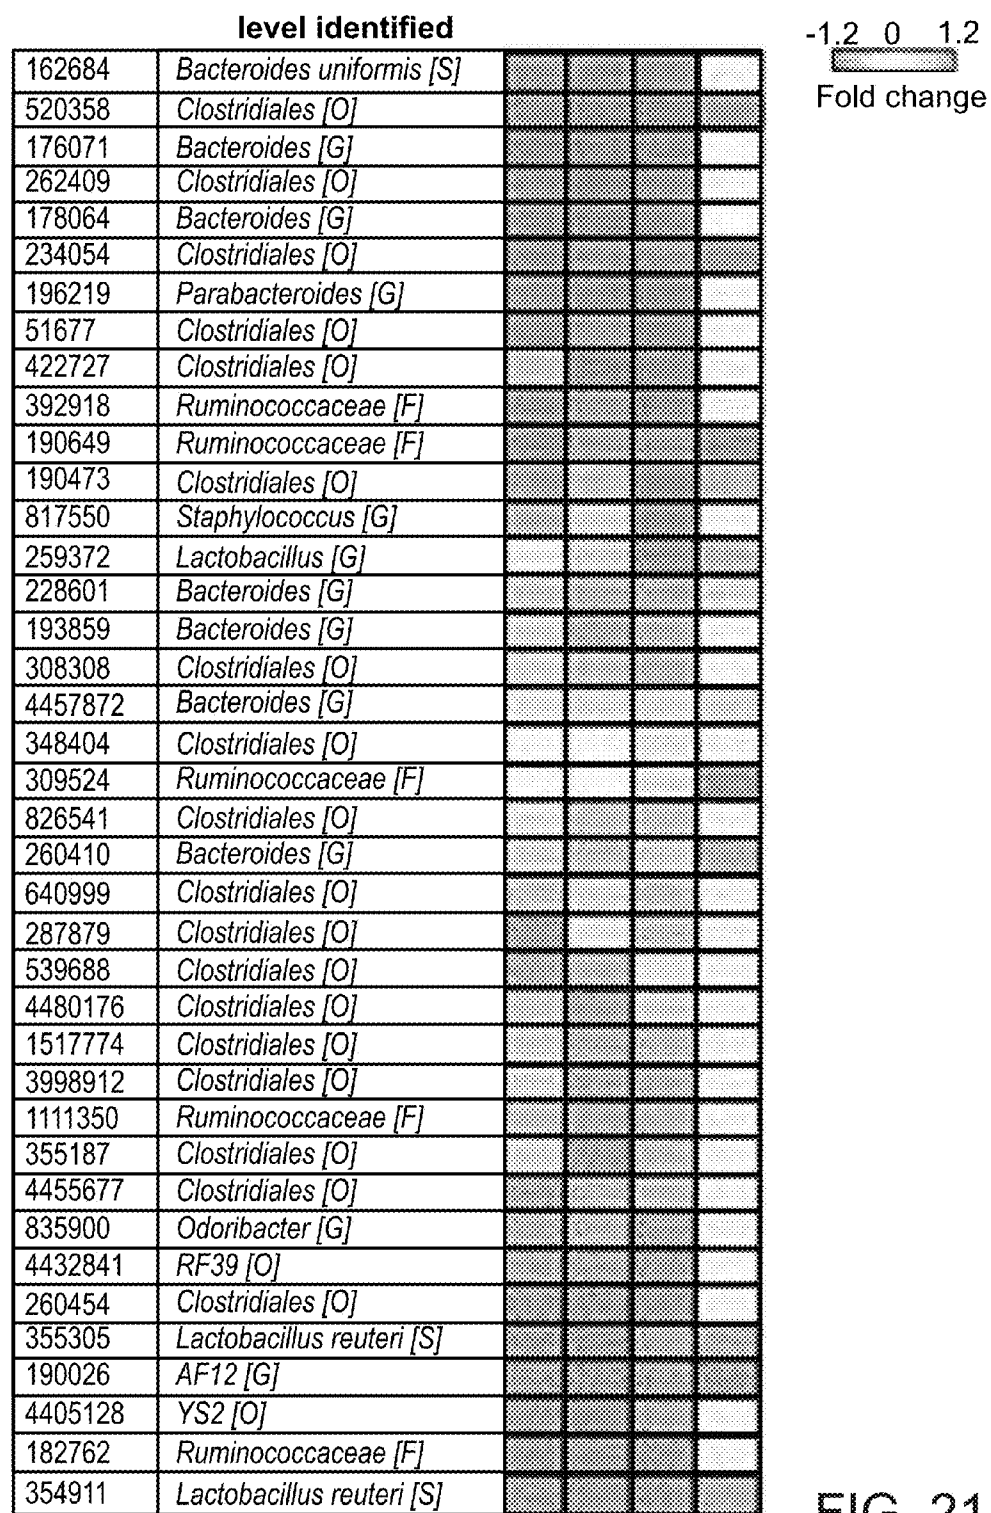 level identified
-1.2 0 1.2
Fold change
162684 Bacteroides uniformis [S]
520358 Clostridiales [O]
176071 Bacteroides [G]
262409 Clostridiales [O]
178064 Bacteroides [G]
234054 Clostridiales [O]
196219 Parabacteroides [G]
51677 Clostridiales [O]
422727 Clostridiales [O]
392918 Ruminococcaceae [F]
190649 Ruminococcaceae [F]
190473 Clostridiales [O]
817550 Staphylococcus [G]
259372 Lactobacillus [G]
228601 Bacteroides [G]
193859 Bacteroides [G]
308308 Clostridiales [O]
4457872 Bacteroides [G]
348404 Clostridiales [O]
309524 Ruminococcaceae [F]
826541 Clostridiales [O]
260410 Bacteroides [G]
640999 Clostridiales [O]
287879 Clostridiales [O]
539688 Clostridiales [O]
4480176 Clostridiales [O]
1517774 Clostridiales [O]
3998912 Clostridiales [O]
1111350 Ruminococcaceae [F]
355187 Clostridiales [O]
4455677 Clostridiales [O]
835900 Odoribacter [G]
4432841 RF39 [O]
260454 Clostridiales [O]
355305 Lactobacillus reuteri [S]
190026 AF12 [G]
4405128 YS2 [O]
182762 Ruminococcaceae [F]
354911 Lactobacillus reuteri [S]
FIG. 21